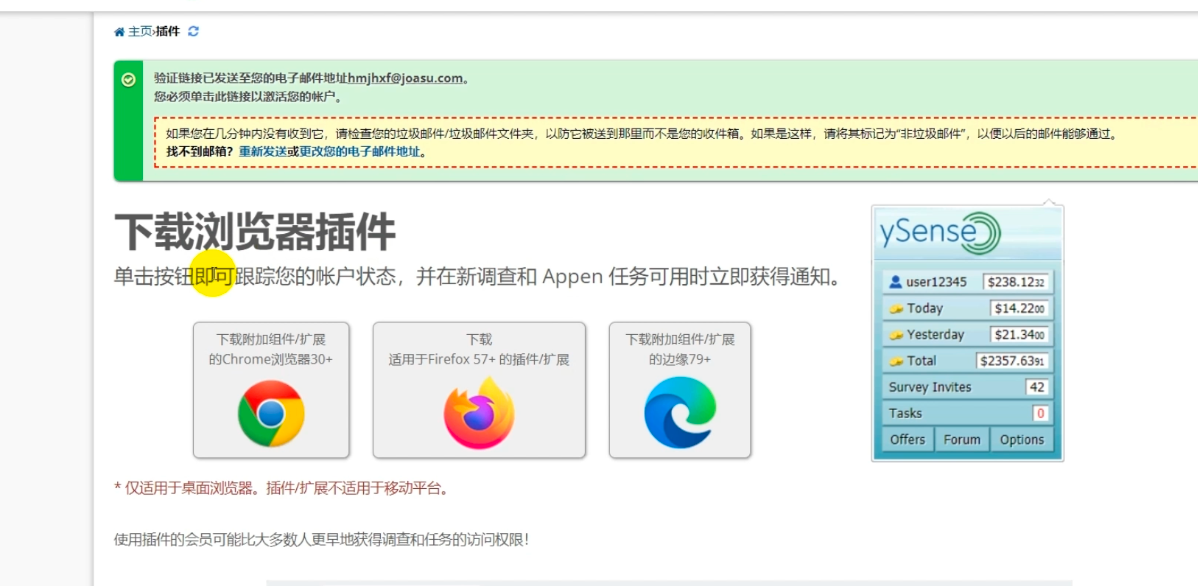 主页›插件
验证链接已发送至您的电子邮件地址hmjhxf@joasu.com。
您必须单击此链接以激活您的帐户。
如果您在几分钟内没有收到它，请检查您的垃圾邮件/垃圾邮件文件夹，以防它被送到那里而不是您的收件箱。如果是这样，请将其标记为“非垃圾邮件”，以便以后的邮件能够通过。
找不到邮箱？重新发送或更改您的电子邮件地址。
下载浏览器插件
单击按钮即可跟踪您的帐户状态，并在新调查和 Appen 任务可用时立即获得通知。
下载附加组件/扩展
的Chrome浏览器30+
下载
适用于Firefox 57+ 的插件/扩展
下载附加组件/扩展
的边缘79+
ySense
user12345 $238.1232
Today $14.2200
Yesterday $21.3400
Total $2357.6391
Survey Invites 42
Tasks 0
Offers Forum Options
* 仅适用于桌面浏览器。插件/扩展不适用于移动平台。
使用插件的会员可能比大多数人更早地获得调查和任务的访问权限！